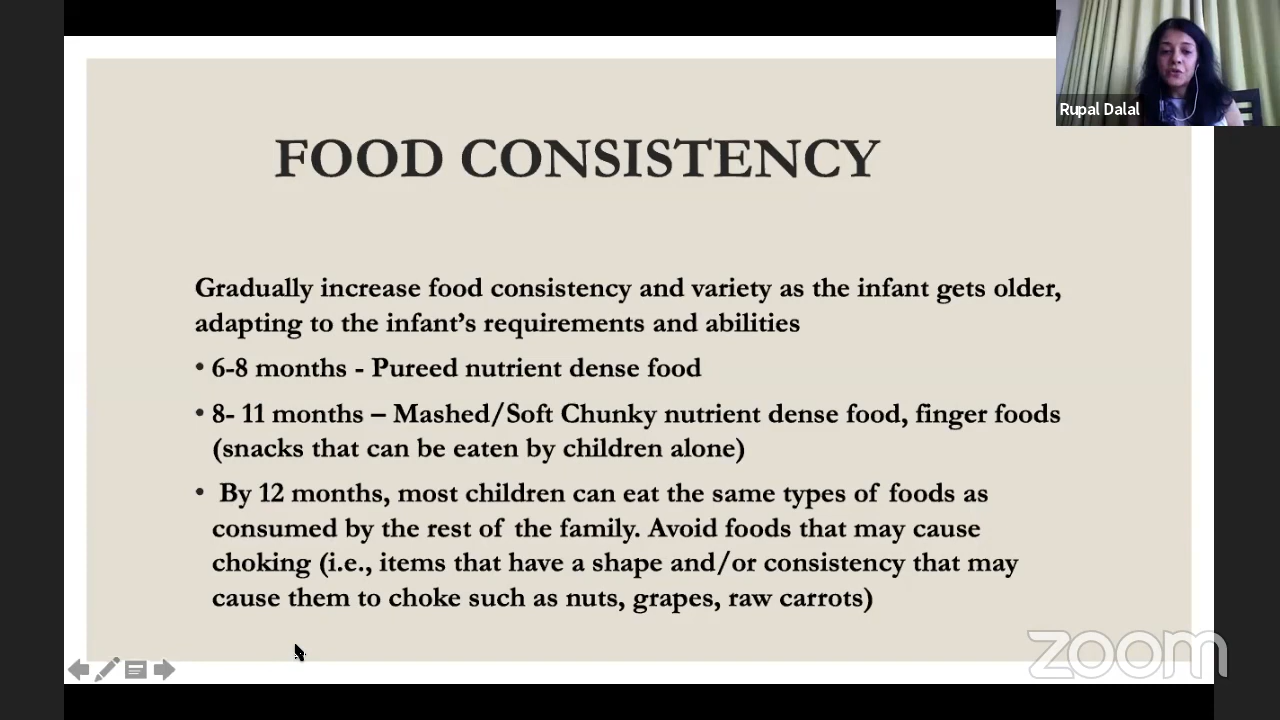 Rupal Dalal
FOOD CONSISTENCY
Gradually increase food consistency and variety as the infant gets older,
adapting to the infant’s requirements and abilities
• 6-8 months - Pureed nutrient dense food
• 8- 11 months – Mashed/Soft Chunky nutrient dense food, finger foods
(snacks that can be eaten by children alone)
• By 12 months, most children can eat the same types of foods as
consumed by the rest of the family. Avoid foods that may cause
choking (i.e., items that have a shape and/or consistency that may
cause them to choke such as nuts, grapes, raw carrots)
zoom